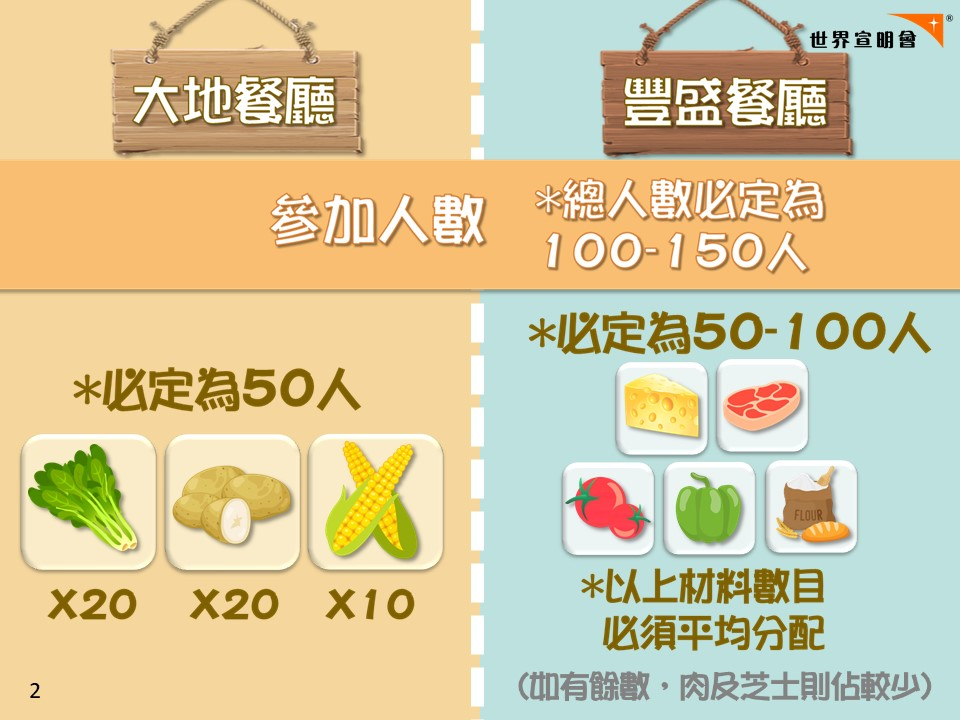 大地餐廳
豐盛餐廳
世界宣明會®
參加人數
*總人數必定為
100-150人
*必定為50人
X20 X20 X10
*必定為50-100人
FLOUR
*以上材料數目
必須平均分配
(如有餘數，肉及芝士則佔較少)
2